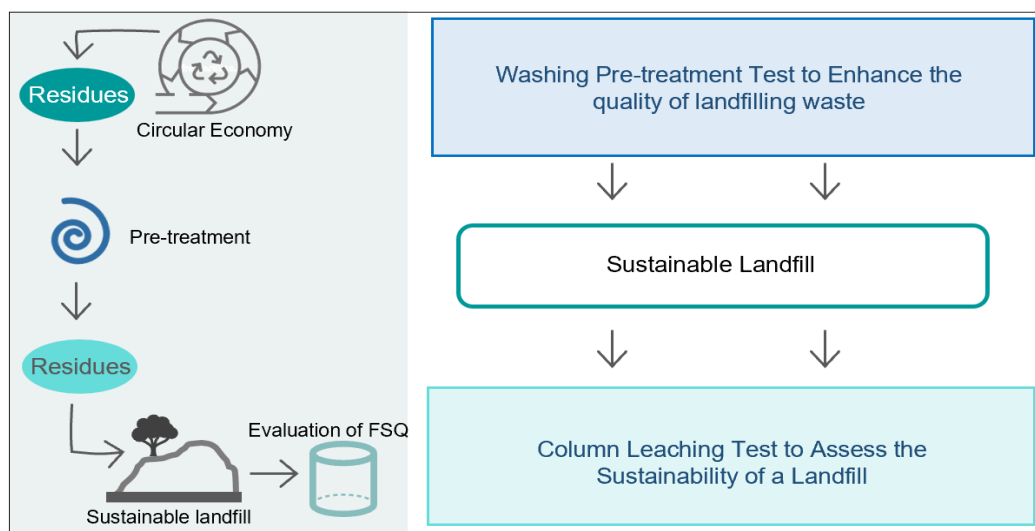 Residues
Circular Economy
Pre-treatment
Residues
Evaluation of FSQ
Sustainable landfill
Washing Pre-treatment Test to Enhance the
quality of landfilling waste
Sustainable Landfill
Column Leaching Test to Assess the
Sustainability of a Landfill